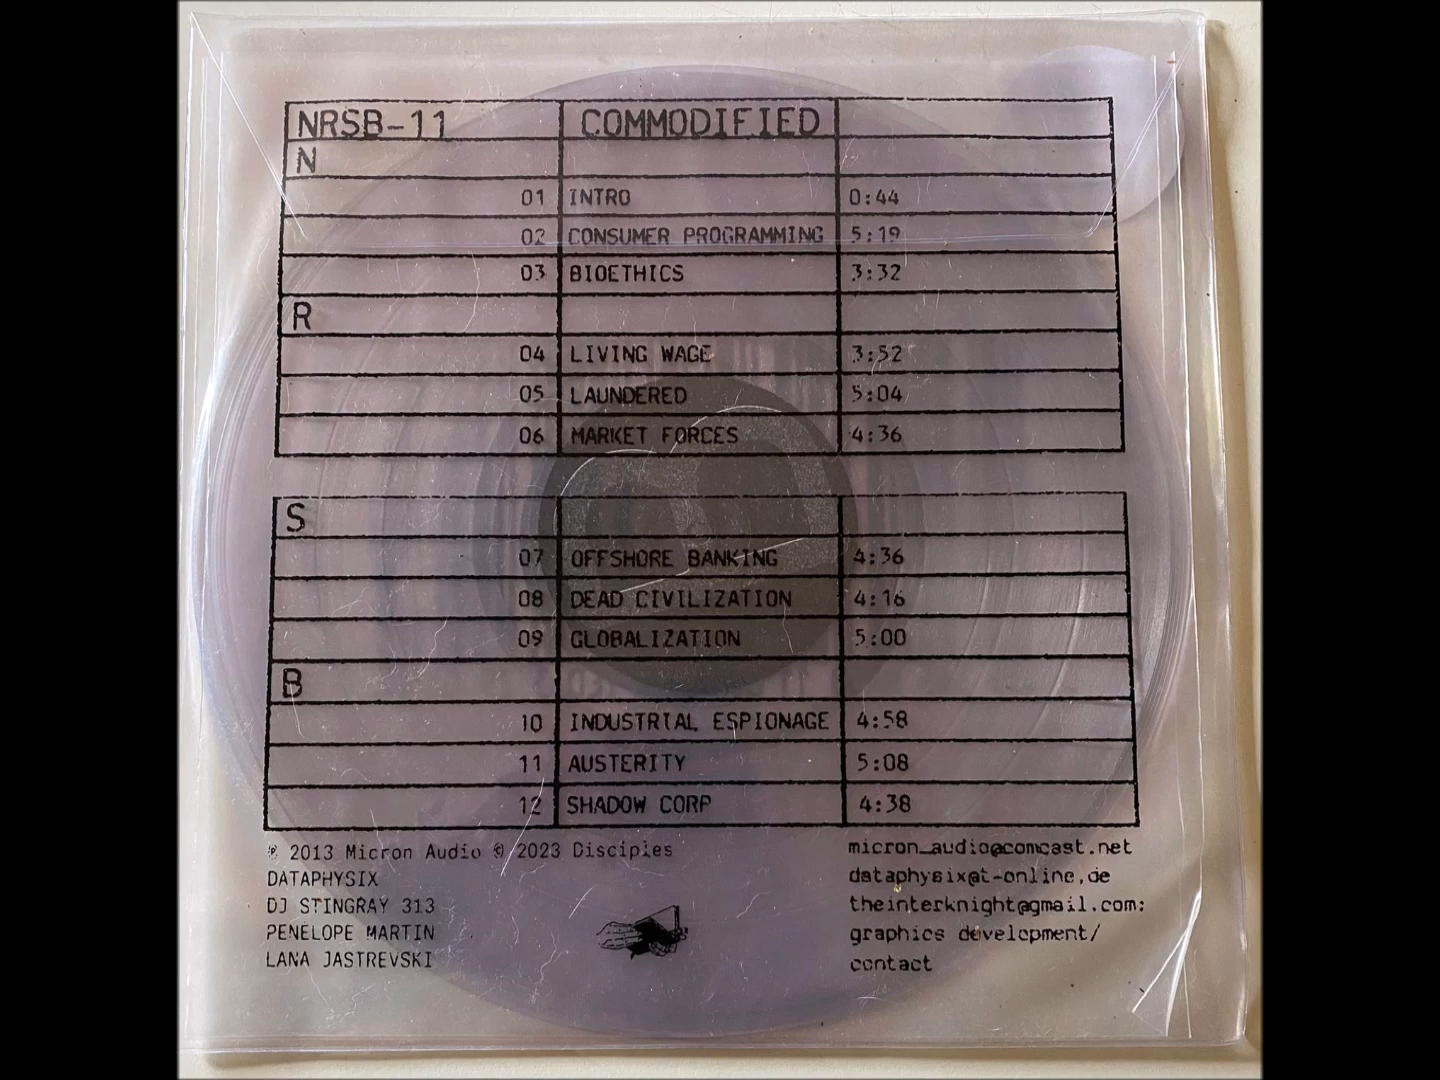 NRSB-11 COMMODIFIED
N
01 INTRO 0:44
02 CONSUMER PROGRAMMING 5:19
03 BIOETHICS 3:32
R
04 LIVING WAGE 3:52
05 LAUNDERED 5:04
06 MARKET FORCES 4:36
S
07 OFFSHORE BANKING 4:36
08 DEAD CIVILIZATION 4:16
09 GLOBALIZATION 5:00
B
10 INDUSTRIAL ESPIONAGE 4:58
11 AUSTERITY 5:08
12 SHADOW CORP 4:38
℗ 2013 Micron Audio © 2023 Disciples
DATAPHYSIX
DJ STINGRAY 313
PENELOPE MARTIN
LANA JASTREVSKI
micron_audio@comcast.net
dataphysix@t-online.de
theinterknight@gmail.com:
graphics development/
contact